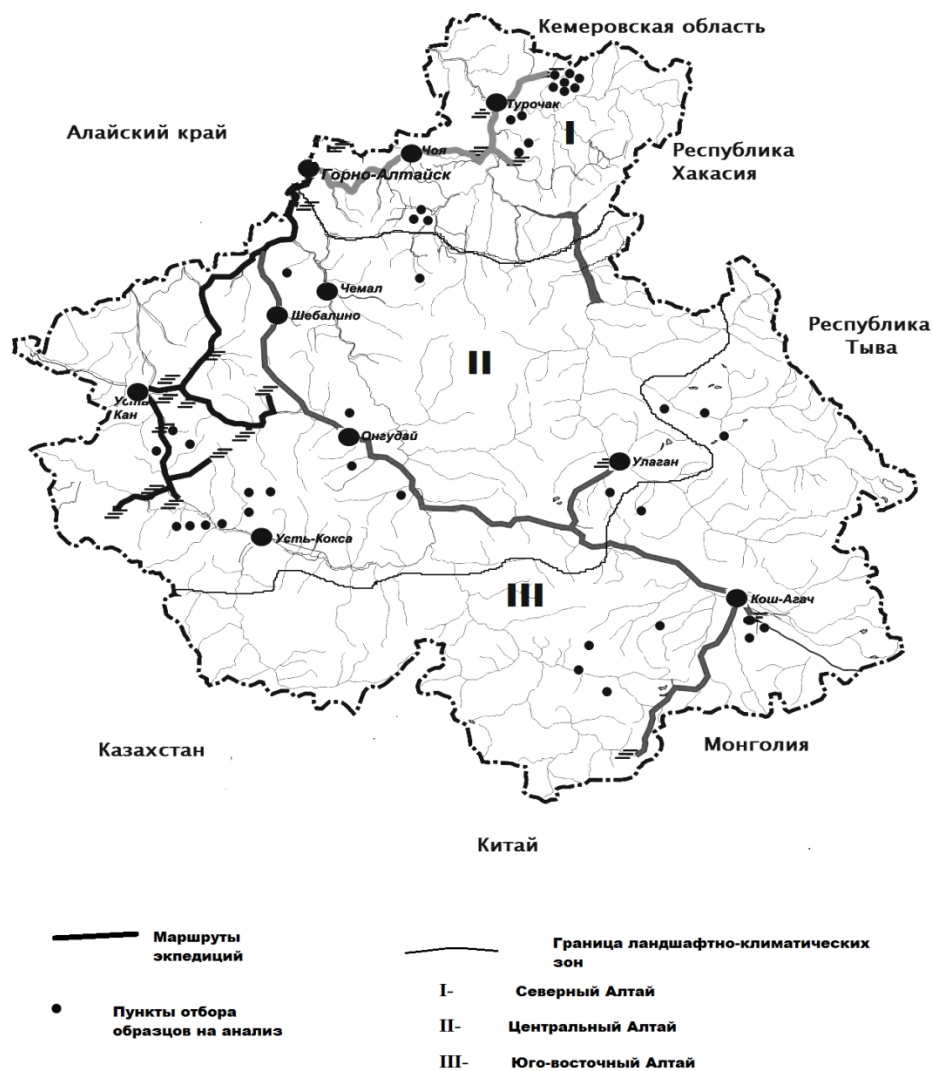 Кемеровская область
Турочак
I
Алайский край
Чоя
Республика
Хакасия
Горно-Алтайск
Чемал
Шебалино
Республика
Тыва
II
Усть
Кан
Онгудай
Улаган
Усть-Кокса
III
Кош-Агач
Казахстан
Монголия
Китай
Маршруты
экпедиций
Граница ландшафтно-климатических
зон
I- Северный Алтай
Пункты отбора
образцов на анализ
II- Центральный Алтай
III- Юго-восточный Алтай